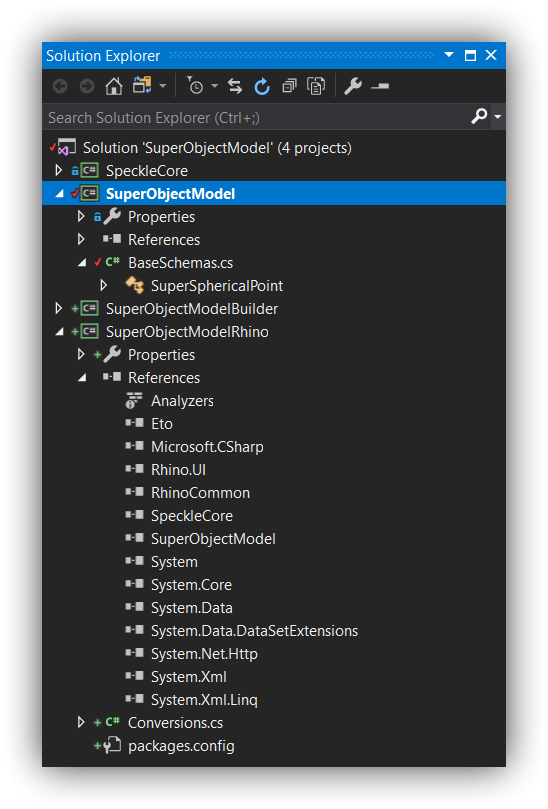 Solution Explorer
Search Solution Explorer (Ctrl+;)
Solution 'SuperObjectModel' (4 projects)
C# SpeckleCore
C# SuperObjectModel
Properties
References
C# BaseSchemas.cs
SuperSphericalPoint
C# SuperObjectModelBuilder
C# SuperObjectModelRhino
Properties
References
Analyzers
Eto
Microsoft.CSharp
Rhino.UI
RhinoCommon
SpeckleCore
SuperObjectModel
System
System.Core
System.Data
System.Data.DataSetExtensions
System.Net.Http
System.Xml
System.Xml.Linq
C# Conversions.cs
packages.config